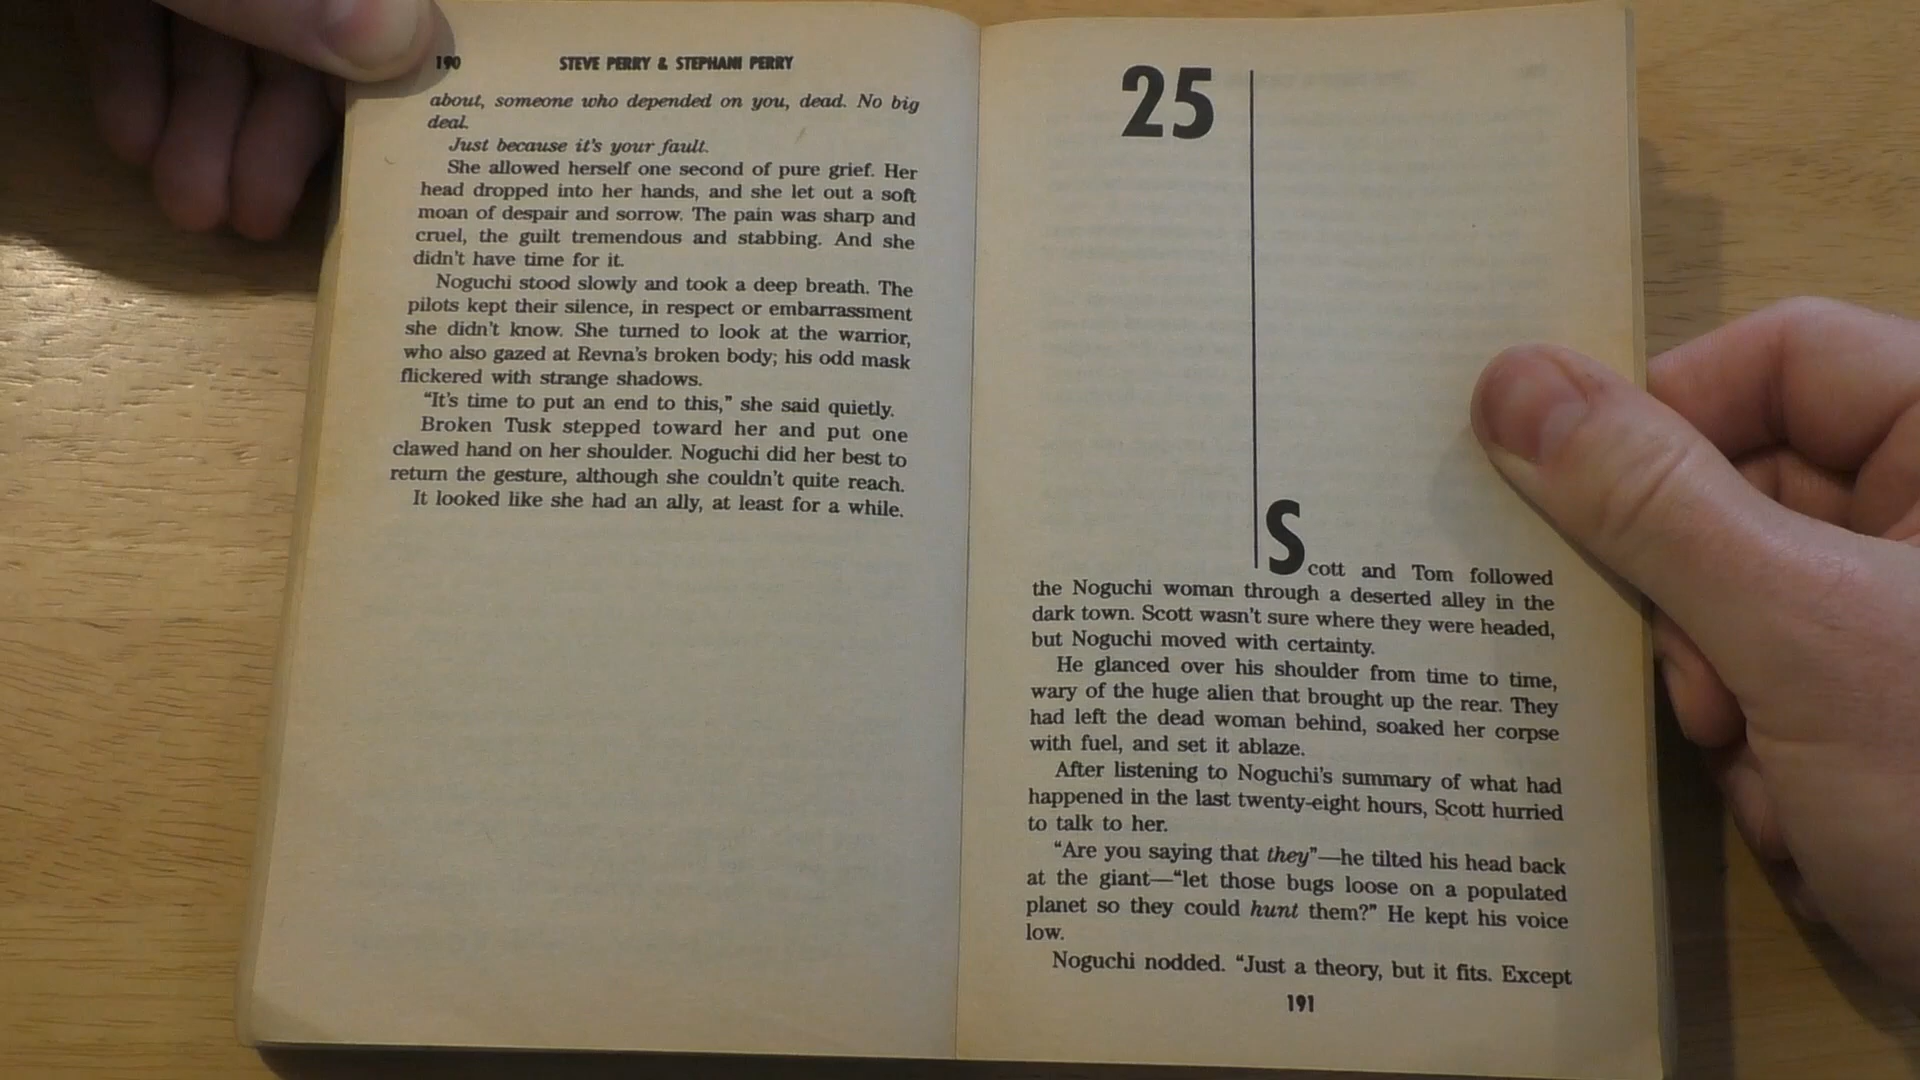 190
STEVE PERRY & STEPHANI PERRY
about, someone who depended on you, dead. No big
deal.
Just because it's your fault.
She allowed herself one second of pure grief. Her
head dropped into her hands, and she let out a soft
moan of despair and sorrow. The pain was sharp and
cruel, the guilt tremendous and stabbing. And she
didn't have time for it.
Noguchi stood slowly and took a deep breath. The
pilots kept their silence, in respect or embarrassment
she didn't know. She turned to look at the warrior,
who also gazed at Revna's broken body; his odd mask
flickered with strange shadows.
“It's time to put an end to this,” she said quietly.
Broken Tusk stepped toward her and put one
clawed hand on her shoulder. Noguchi did her best to
return the gesture, although she couldn't quite reach.
It looked like she had an ally, at least for a while.
25
Scott and Tom followed
the Noguchi woman through a deserted alley in the
dark town. Scott wasn't sure where they were headed,
but Noguchi moved with certainty.
He glanced over his shoulder from time to time,
wary of the huge alien that brought up the rear. They
had left the dead woman behind, soaked her corpse
with fuel, and set it ablaze.
After listening to Noguchi's summary of what had
happened in the last twenty-eight hours, Scott hurried
to talk to her.
“Are you saying that they”—he tilted his head back
at the giant—“let those bugs loose on a populated
planet so they could hunt them?” He kept his voice
low.
Noguchi nodded. “Just a theory, but it fits. Except
191